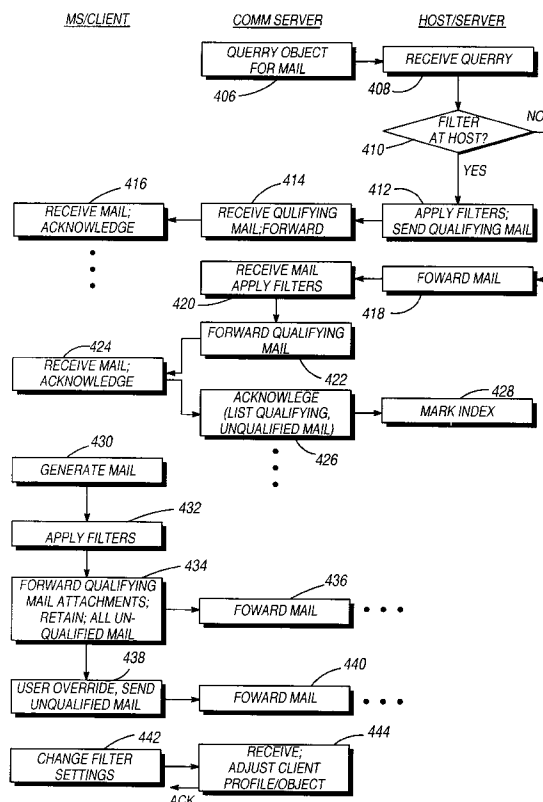 MS/CLIENT COMM SERVER HOST/SERVER
QUERRY OBJECT
FOR MAIL
406
RECEIVE QUERRY
408
FILTER
AT HOST?
410
NO
YES
416
RECEIVE MAIL;
ACKNOWLEDGE
414
RECEIVE QULIFYING
MAIL;FORWARD
412
APPLY FILTERS;
SEND QUALIFYING MAIL
RECEIVE MAIL
APPLY FILTERS
420
FOWARD MAIL
418
FORWARD QUALIFYING
MAIL
422
424
RECEIVE MAIL;
ACKNOWLEDGE
ACKNOWLEGE
(LIST QUALIFYING,
UNQUALIFIED MAIL)
426
428
MARK INDEX
430
GENERATE MAIL
432
APPLY FILTERS
434
FORWARD QUALIFYING
MAIL ATTACHMENTS;
RETAIN; ALL UN-
QUALIFIED MAIL
436
FOWARD MAIL
438
USER OVERRIDE, SEND
UNQUALIFIED MAIL
440
FOWARD MAIL
442
CHANGE FILTER
SETTINGS
444
RECEIVE;
ADJUST CLIENT
PROFILE/OBJECT
ACK